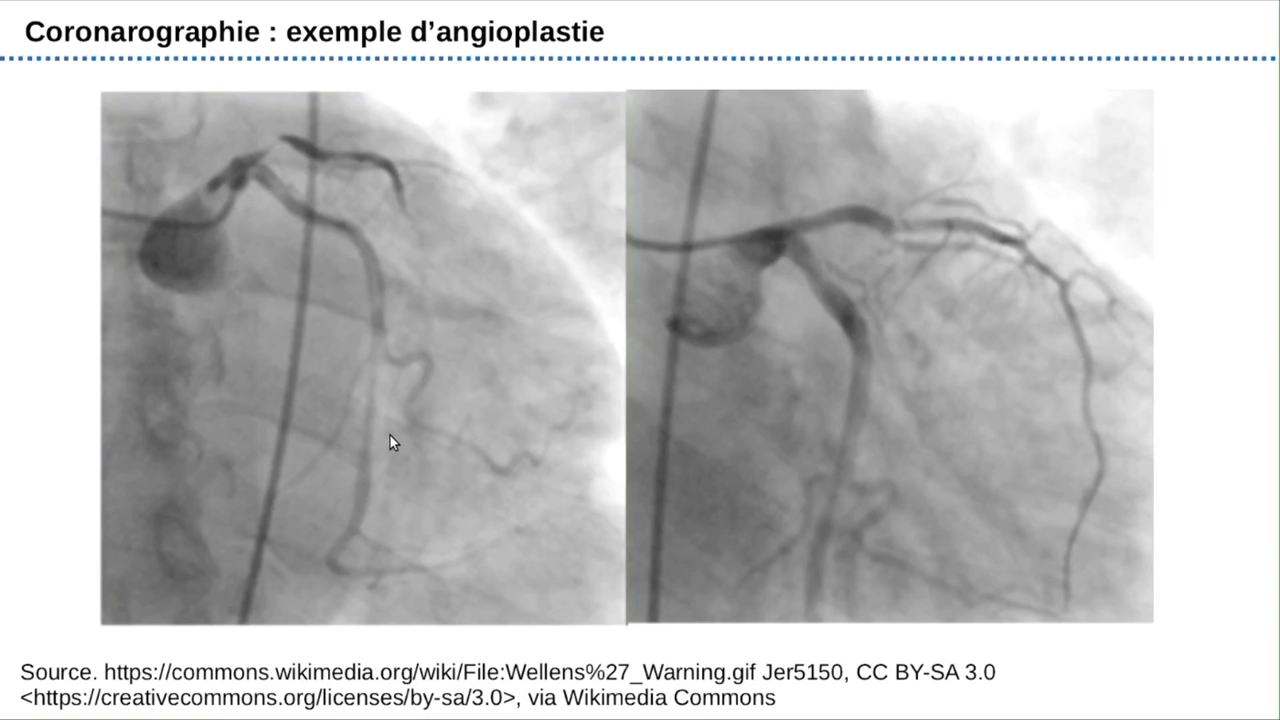 Coronarographie : exemple d’angioplastie
Source. https://commons.wikimedia.org/wiki/File:Wellens%27_Warning.gif Jer5150, CC BY-SA 3.0
<https://creativecommons.org/licenses/by-sa/3.0>, via Wikimedia Commons